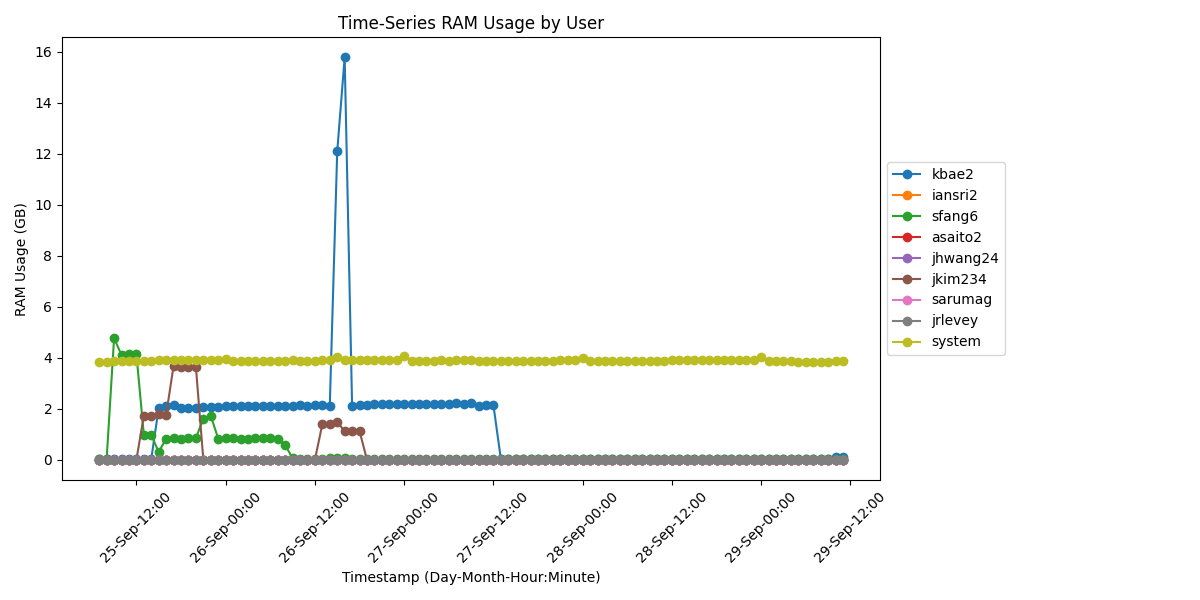 Time-Series RAM Usage by User
16
14
12
10
8
6
4
2
0
RAM Usage (GB)
25-Sep-12:00
26-Sep-00:00
26-Sep-12:00
27-Sep-00:00
27-Sep-12:00
28-Sep-00:00
28-Sep-12:00
29-Sep-00:00
29-Sep-12:00
Timestamp (Day-Month-Hour:Minute)
kbae2
iansri2
sfang6
asaito2
jhwang24
jkim234
sarumag
jrlevey
system